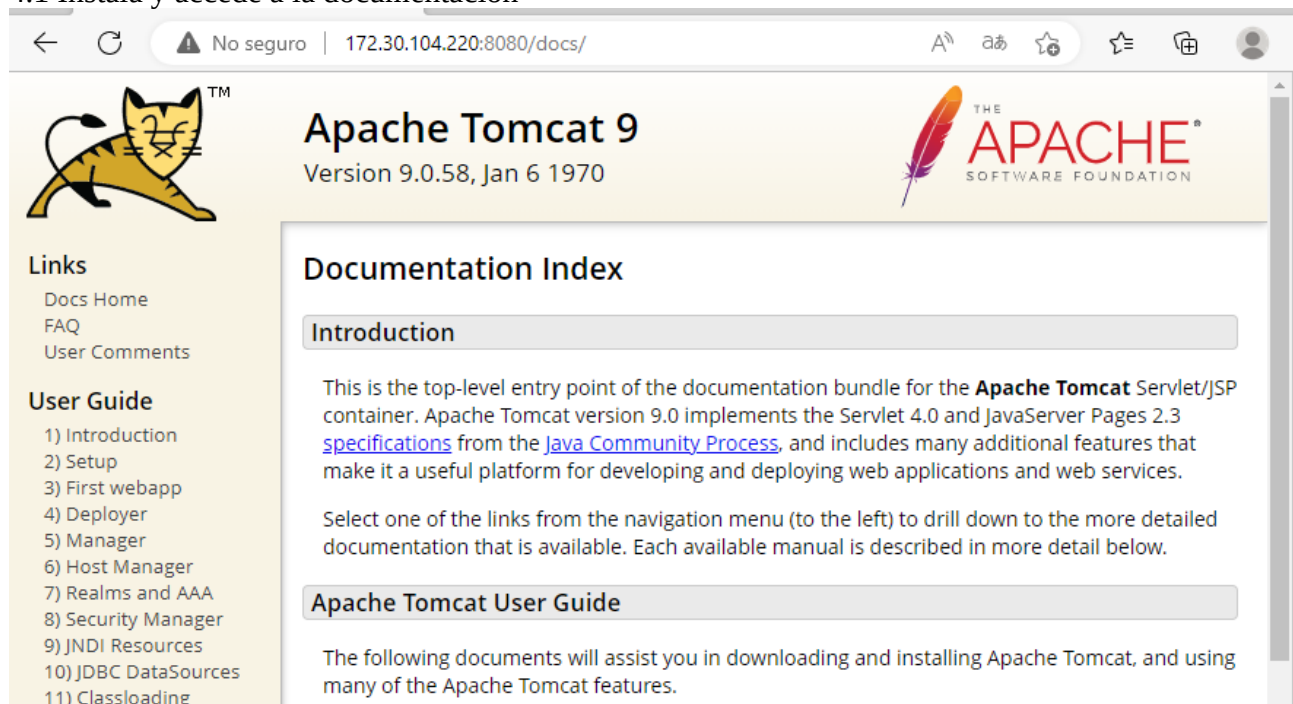 4.1 Instala y accede a la documentación
No seguro | 172.30.104.220:8080/docs/
TM
Apache Tomcat 9
Version 9.0.58, Jan 6 1970
THE
APACHE®
SOFTWARE FOUNDATION
Links
Docs Home
FAQ
User Comments
User Guide
1) Introduction
2) Setup
3) First webapp
4) Deployer
5) Manager
6) Host Manager
7) Realms and AAA
8) Security Manager
9) JNDI Resources
10) JDBC DataSources
11) Classloading
Documentation Index
Introduction
This is the top-level entry point of the documentation bundle for the Apache Tomcat Servlet/JSP
container. Apache Tomcat version 9.0 implements the Servlet 4.0 and JavaServer Pages 2.3
specifications from the Java Community Process, and includes many additional features that
make it a useful platform for developing and deploying web applications and web services.
Select one of the links from the navigation menu (to the left) to drill down to the more detailed
documentation that is available. Each available manual is described in more detail below.
Apache Tomcat User Guide
The following documents will assist you in downloading and installing Apache Tomcat, and using
many of the Apache Tomcat features.